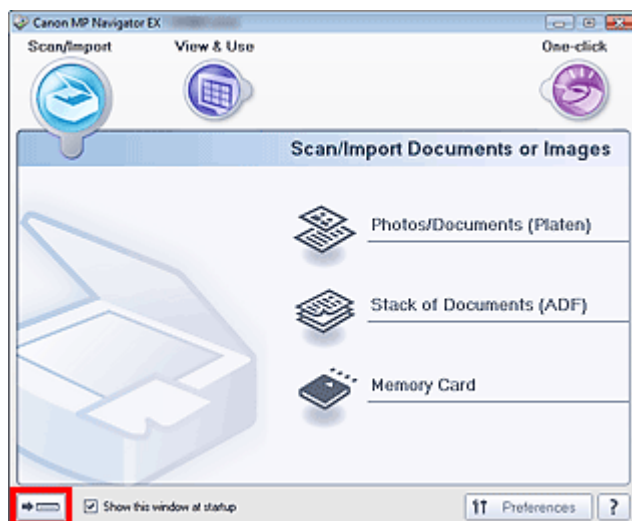 Canon MP Navigator EX
Scan/Import
View & Use
One-click
Scan/Import Documents or Images
Photos/Documents (Platen)
Stack of Documents (ADF)
Memory Card
Show this window at startup
Preferences
?